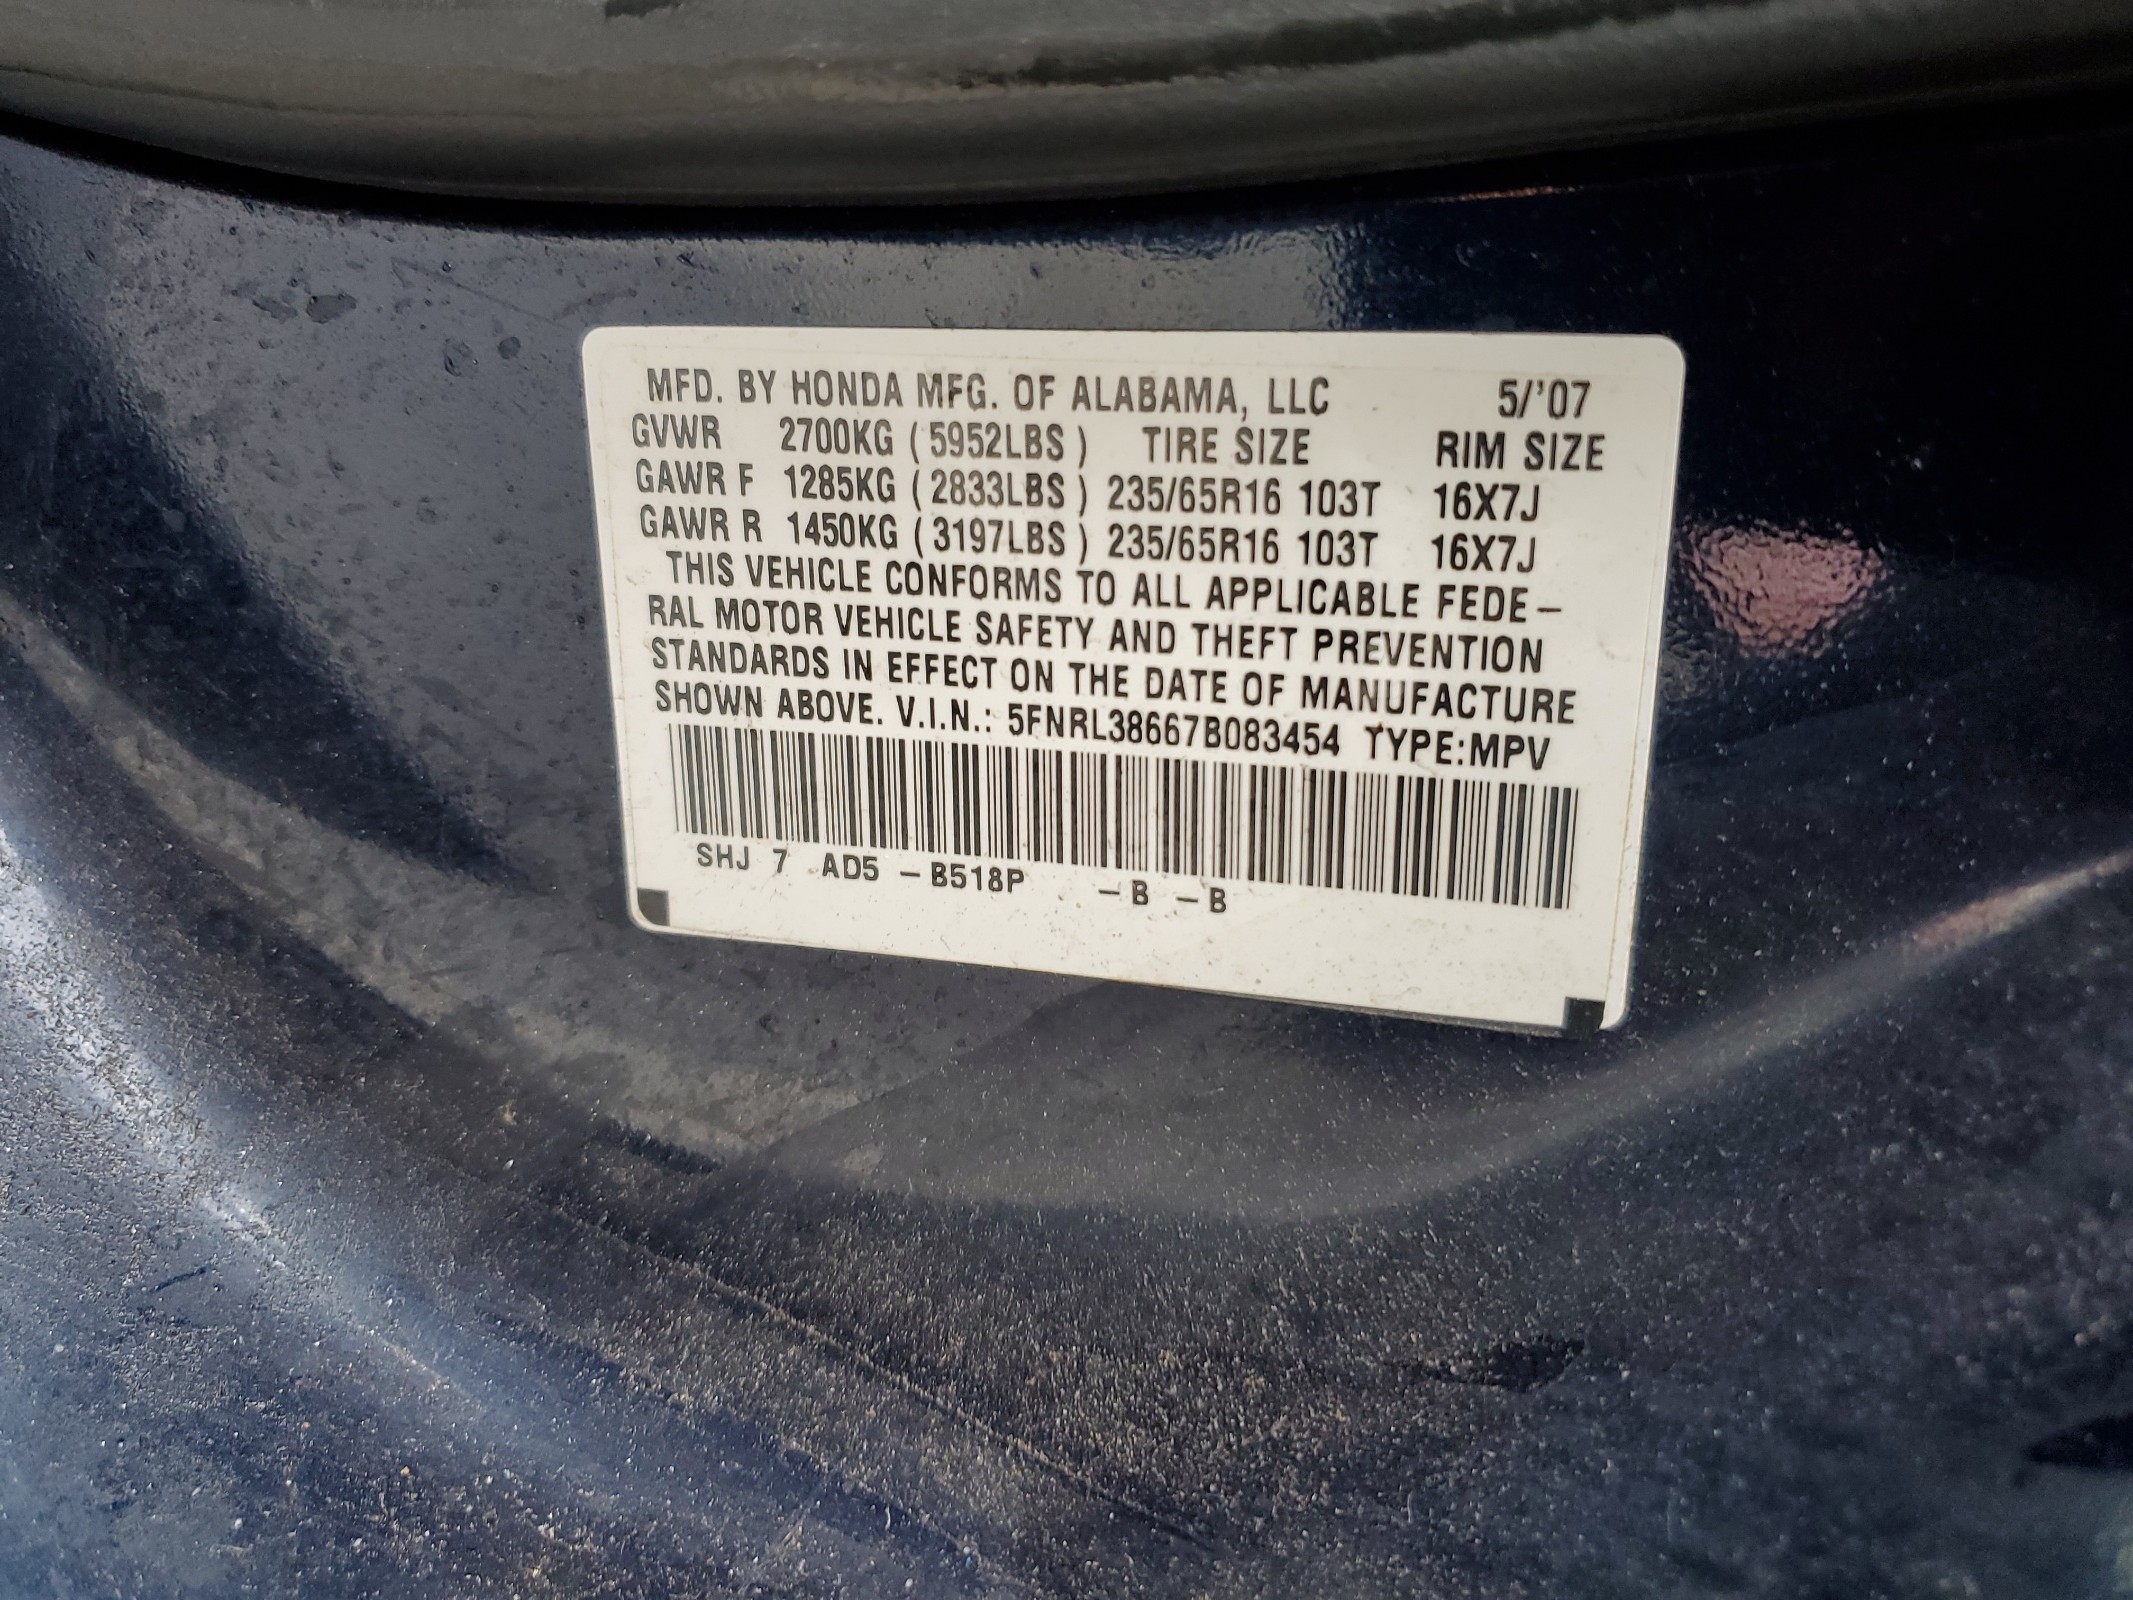 MFD. BY HONDA MFG. OF ALABAMA, LLC 5/'07
GVWR 2700KG (5952LBS) TIRE SIZE RIM SIZE
GAWR F 1285KG (2833LBS) 235/65R16 103T 16X7J
GAWR R 1450KG (3197LBS) 235/65R16 103T 16X7J
THIS VEHICLE CONFORMS TO ALL APPLICABLE FEDE-
RAL MOTOR VEHICLE SAFETY AND THEFT PREVENTION
STANDARDS IN EFFECT ON THE DATE OF MANUFACTURE
SHOWN ABOVE. V.I.N.: 5FNRL38667B083454 TYPE:MPV
SHJ 7 AD5 -B518P -B -B